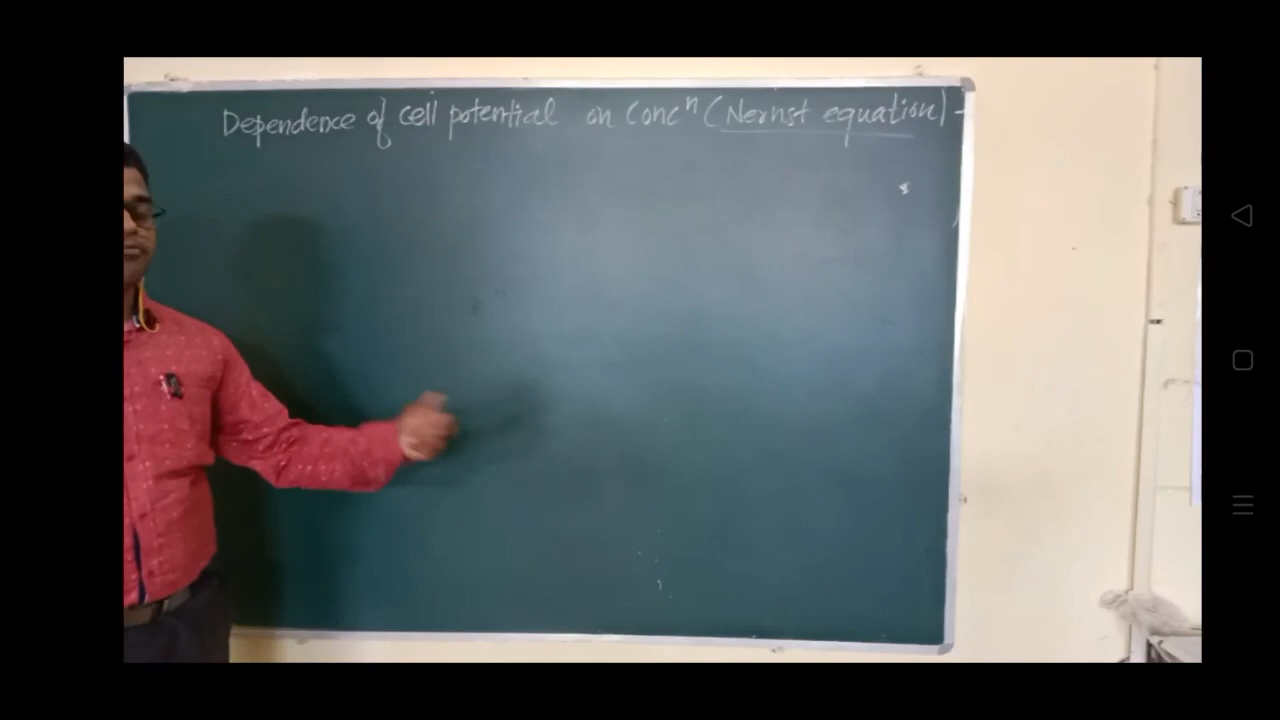 Dependence of cell potential on Concⁿ (Nernst equation) -